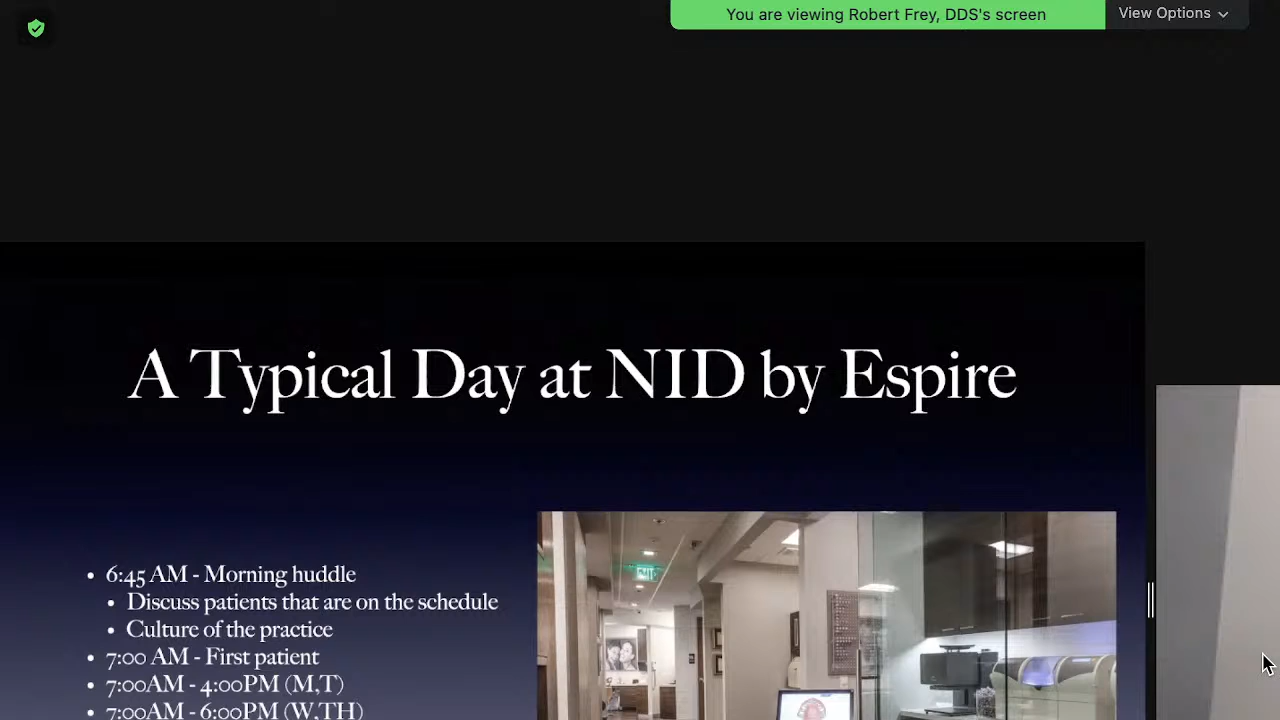 You are viewing Robert Frey, DDS's screen
View Options
A Typical Day at NID by Espire
• 6:45 AM - Morning huddle
• Discuss patients that are on the schedule
• Culture of the practice
• 7:00 AM - First patient
• 7:00AM - 4:00PM (M,T)
• 7:00AM - 6:00PM (W,TH)
EXIT